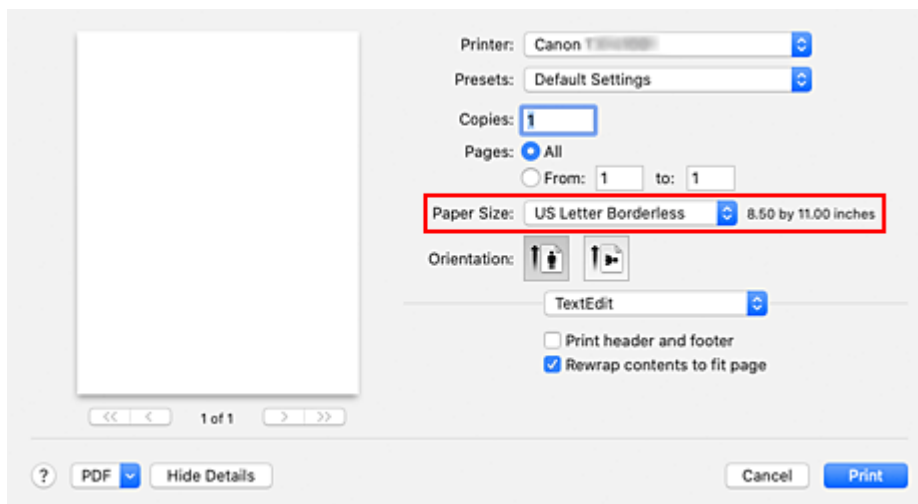 Printer: Canon
Presets: Default Settings
Copies: 1
Pages: All
From: 1 to: 1
Paper Size: US Letter Borderless 8.50 by 11.00 inches
Orientation:
TextEdit
Print header and footer
Rewrap contents to fit page
<< < 1 of 1 > >>
? PDF Hide Details Cancel Print